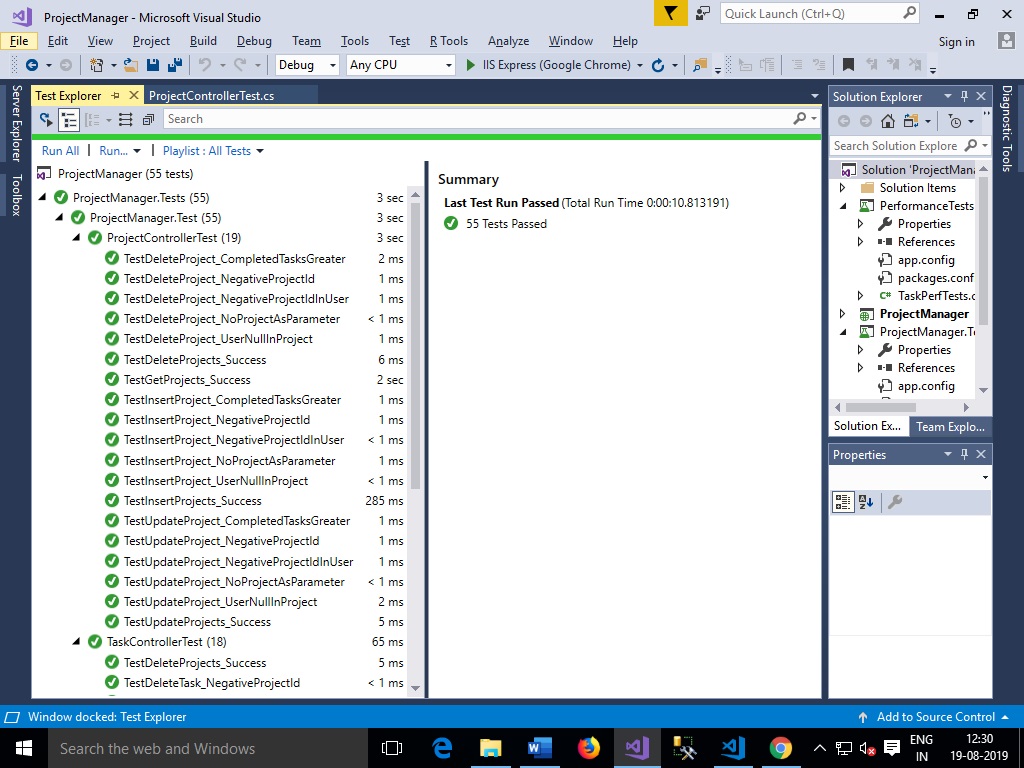 ProjectManager - Microsoft Visual Studio
Quick Launch (Ctrl+Q)
File Edit View Project Build Debug Team Tools Test R Tools Analyze Window Help
Sign in
Debug Any CPU IIS Express (Google Chrome)
Server Explorer
Toolbox
Test Explorer ProjectControllerTest.cs
Search
Run All | Run... | Playlist : All Tests
ProjectManager (55 tests)
ProjectManager.Tests (55) 3 sec
ProjectManager.Test (55) 3 sec
ProjectControllerTest (19) 3 sec
TestDeleteProject_CompletedTasksGreater 2 ms
TestDeleteProject_NegativeProjectId 1 ms
TestDeleteProject_NegativeProjectIdInUser 1 ms
TestDeleteProject_NoProjectAsParameter < 1 ms
TestDeleteProject_UserNullInProject 1 ms
TestDeleteProjects_Success 6 ms
TestGetProjects_Success 2 sec
TestInsertProject_CompletedTasksGreater 1 ms
TestInsertProject_NegativeProjectId 1 ms
TestInsertProject_NegativeProjectIdInUser < 1 ms
TestInsertProject_NoProjectAsParameter 1 ms
TestInsertProject_UserNullInProject < 1 ms
TestInsertProjects_Success 285 ms
TestUpdateProject_CompletedTasksGreater 1 ms
TestUpdateProject_NegativeProjectId 1 ms
TestUpdateProject_NegativeProjectIdInUser 1 ms
TestUpdateProject_NoProjectAsParameter < 1 ms
TestUpdateProject_UserNullInProject 2 ms
TestUpdateProjects_Success 5 ms
TaskControllerTest (18) 65 ms
TestDeleteProjects_Success 5 ms
TestDeleteTask_NegativeProjectId < 1 ms
Summary
Last Test Run Passed (Total Run Time 0:00:10.813191)
55 Tests Passed
Solution Explorer
Search Solution Explore
Solution 'ProjectMana
Solution Items
PerformanceTests
Properties
References
app.config
packages.conf
C# TaskPerfTests.c
ProjectManager
ProjectManager.Te
Properties
References
app.config
Solution Ex... Team Explo...
Properties
Diagnostic Tools
Window docked: Test Explorer
Add to Source Control
Search the web and Windows
ENG
IN
12:30
19-08-2019